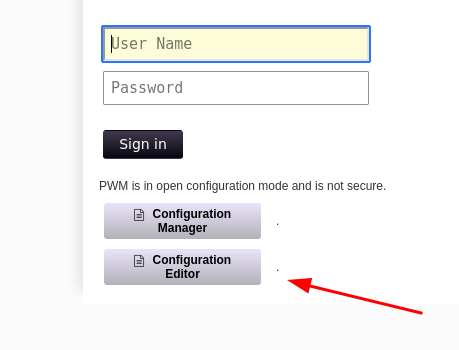 User Name
Password
Sign in
PWM is in open configuration mode and is not secure.
Configuration
Manager
.
Configuration
Editor
.